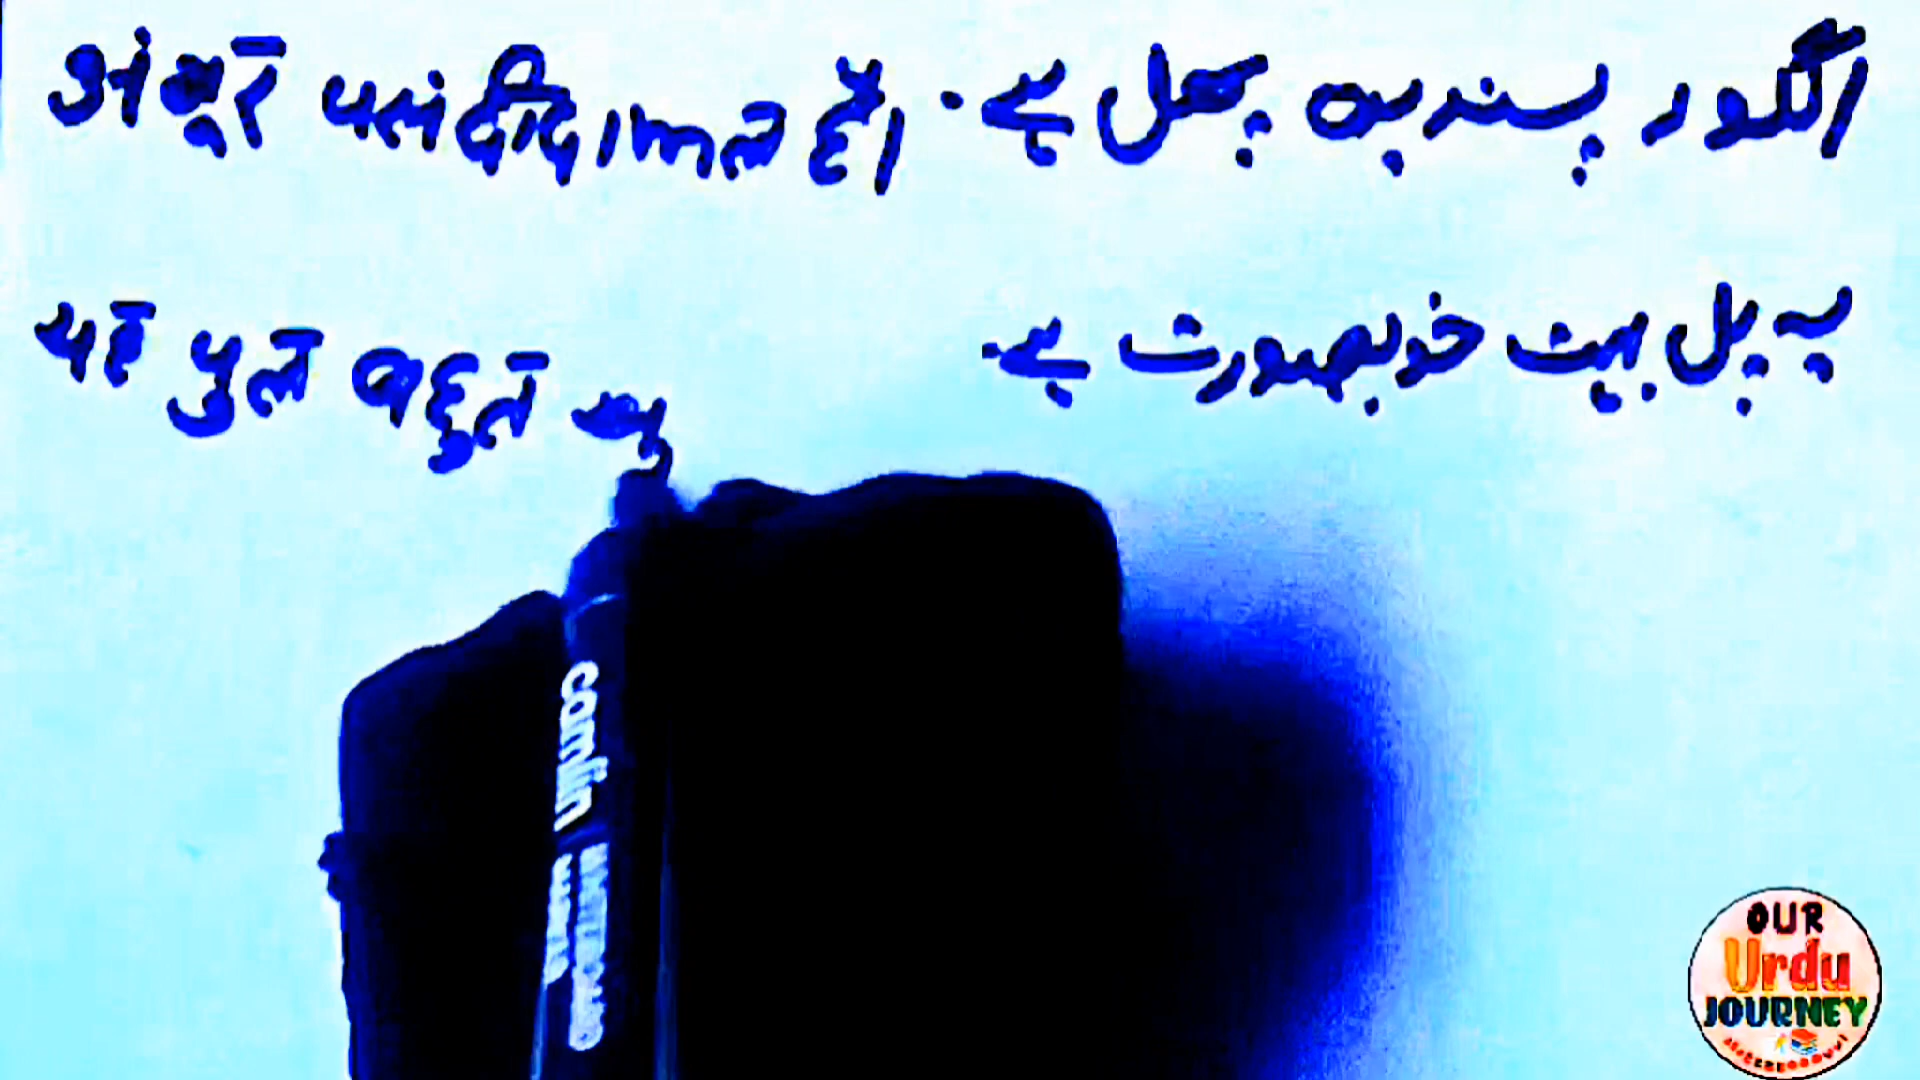 انگور پسندیدہ پھل ہے۔
अंगूर पसंदीदा फल है।
یہ پل بہت خوبصورت ہے۔
यह पुल बहुत खू
camlin
OUR
Urdu
JOURNEY